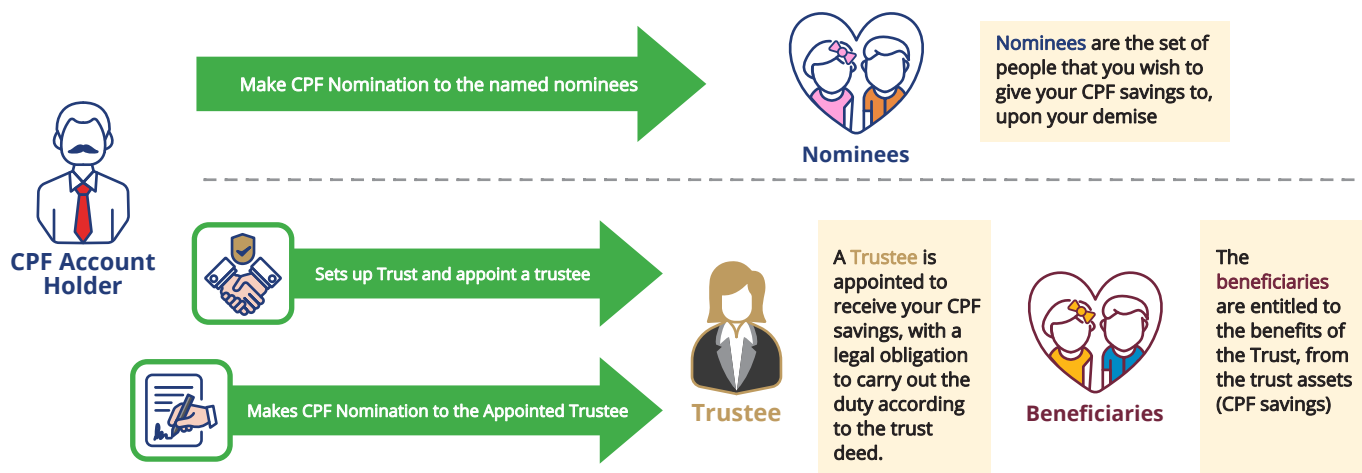 Make CPF Nomination to the named nominees
Nominees
Nominees are the set of
people that you wish to
give your CPF savings to,
upon your demise
CPF Account
Holder
Sets up Trust and appoint a trustee
Makes CPF Nomination to the Appointed Trustee
Trustee
A Trustee is
appointed to
receive your CPF
savings, with a
legal obligation
to carry out the
duty according
to the trust
deed.
Beneficiaries
The
beneficiaries
are entitled to
the benefits of
the Trust, from
the trust assets
(CPF savings)